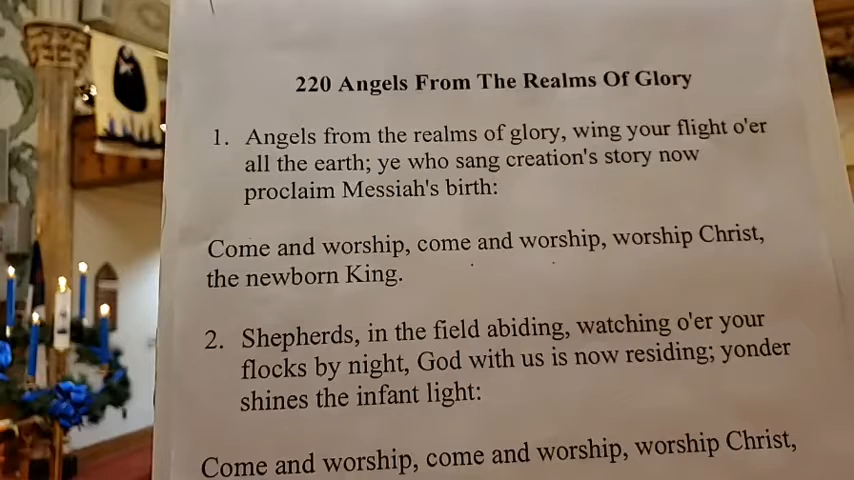 220 Angels From The Realms Of Glory
1. Angels from the realms of glory, wing your flight o'er
all the earth; ye who sang creation's story now
proclaim Messiah's birth:
Come and worship, come and worship, worship Christ,
the newborn King.
2. Shepherds, in the field abiding, watching o'er your
flocks by night, God with us is now residing; yonder
shines the infant light:
Come and worship, come and worship, worship Christ,